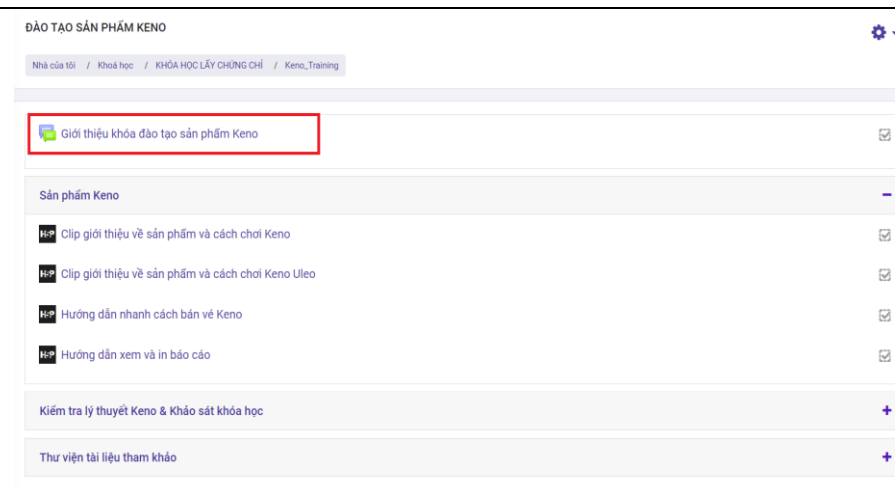 ĐÀO TẠO SẢN PHẨM KENO
Nhà của tôi / Khoá học / KHÓA HỌC LẤY CHỨNG CHỈ / Keno_Training
Giới thiệu khóa đào tạo sản phẩm Keno
Sản phẩm Keno
H-P Clip giới thiệu về sản phẩm và cách chơi Keno
H-P Clip giới thiệu về sản phẩm và cách chơi Keno Uleo
H-P Hướng dẫn nhanh cách bán vé Keno
H-P Hướng dẫn xem và in báo cáo
Kiểm tra lý thuyết Keno & Khảo sát khóa học
Thư viện tài liệu tham khảo